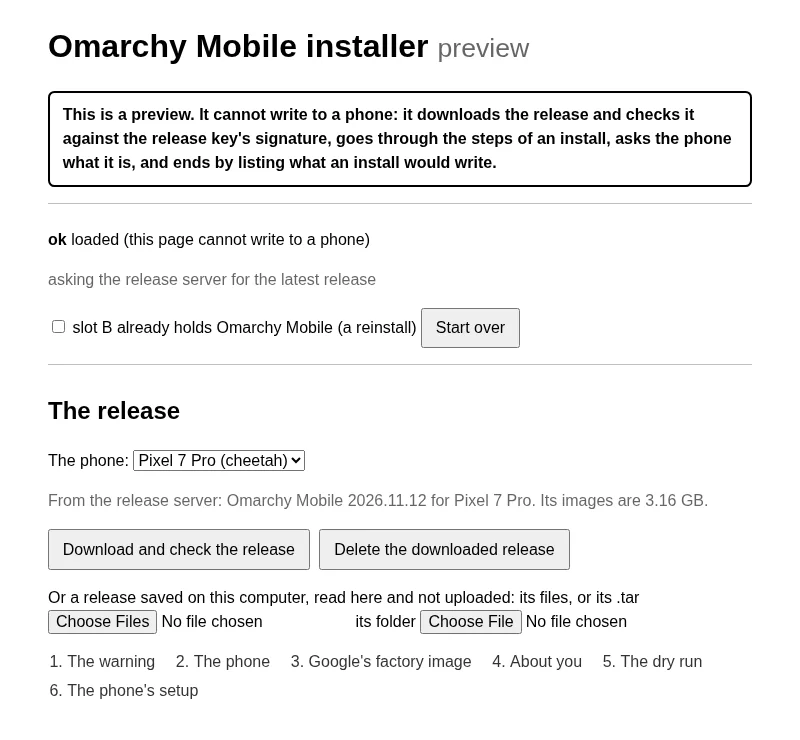 Omarchy Mobile installer preview
This is a preview. It cannot write to a phone: it downloads the release and checks it
against the release key's signature, goes through the steps of an install, asks the phone
what it is, and ends by listing what an install would write.
ok loaded (this page cannot write to a phone)
asking the release server for the latest release
slot B already holds Omarchy Mobile (a reinstall) Start over
The release
The phone: Pixel 7 Pro (cheetah)
From the release server: Omarchy Mobile 2026.11.12 for Pixel 7 Pro. Its images are 3.16 GB.
Download and check the release Delete the downloaded release
Or a release saved on this computer, read here and not uploaded: its files, or its .tar
Choose Files No file chosen its folder Choose File No file chosen
1. The warning 2. The phone 3. Google's factory image 4. About you 5. The dry run
6. The phone's setup